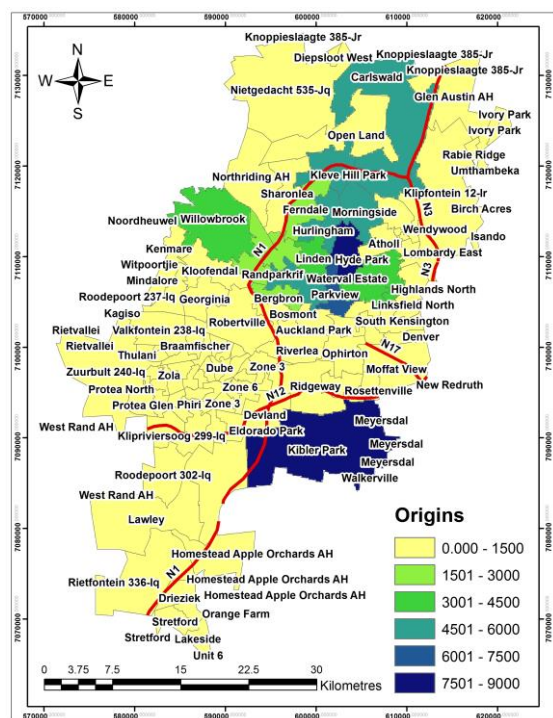 570000 580000 590000 600000 610000 620000
N
W E
S
Knoppieslaagte 385-Jr
Diepsloot West
Knoppieslaagte 385-Jr
Carlswald
Knoppieslaagte 385-Jr
Nietgedacht 535-Jq
Glen Austin AH
Ivory Park
Ivory Park
Open Land
Rabie Ridge
Umthambeka
Kleve Hill Park
Northriding AH
Sharonlea
Klipfontein 12-Ir
Ferndale
Morningside
N3
Birch Acres
Noordheuwel
Willowbrook
Hurlingham
Wendywood
Isando
Kenmare
N1
Atholl
Linden
Hyde Park
Lombardy East
Witpoortjie
Kloofendal
Randparkrif
Waterval Estate
N3
Mindalore
Highlands North
Roodepoort 237-Iq
Georginia
Bergbron
Parkview
Linksfield North
Kagiso
Robertville
Bosmont
South Kensington
Rietvallei
Valkfontein 238-Iq
Auckland Park
Denver
Rietvallei
Braamfischer
Riverlea
Ophirton
N17
Thulani
Dube
Zone 3
Moffat View
Zuurbult 240-Iq
Zola
Zone 6
Ridgeway
New Redruth
Protea North
N12
Rosettenville
Protea Glen
Phiri
Zone 3
Devland
West Rand AH
Klipriviersoog 299-Iq
Eldorado Park
Meyersdal
Kibler Park
Meyersdal
Meyersdal
Roodepoort 302-Iq
Walkerville
West Rand AH
Lawley
Homestead Apple Orchards AH
N1
Rietfontein 336-Iq
Homestead Apple Orchards AH
Drieziek
Homestead Apple Orchards AH
Stretford
Orange Farm
Stretford
Lakeside
Unit 6
Origins
0.000 - 1500
1501 - 3000
3001 - 4500
4501 - 6000
6001 - 7500
7501 - 9000
0 3.75 7.5 15 22.5 30
Kilometres
7130000 7120000 7110000 7100000 7090000 7080000 7070000
7130000 7120000 7110000 7100000 7090000 7080000 7070000
570000 580000 590000 600000 610000 620000